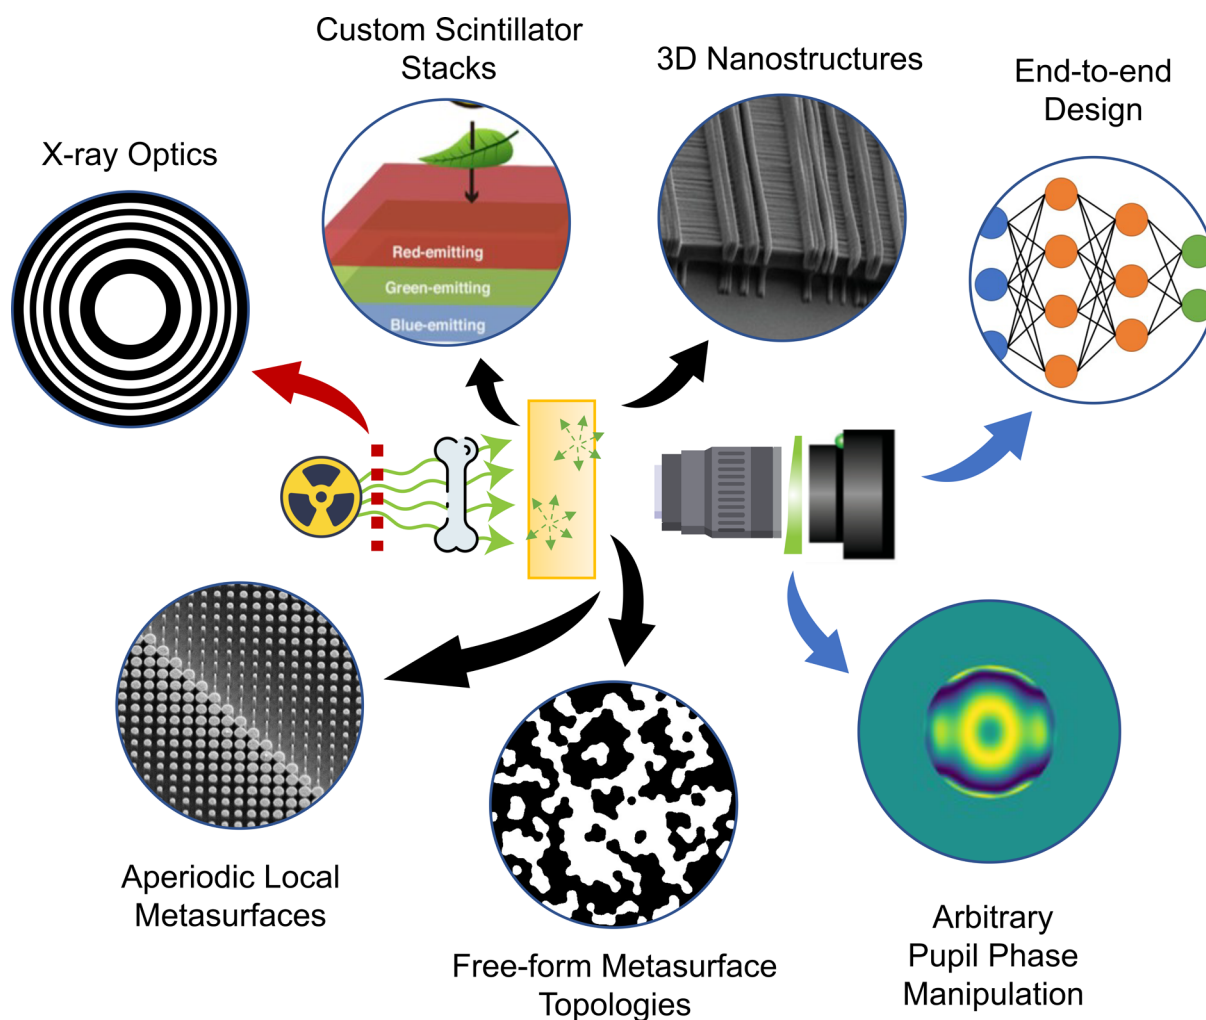 Custom Scintillator
Stacks
3D Nanostructures
End-to-end
Design
X-ray Optics
Red-emitting
Green-emitting
Blue-emitting
Aperiodic Local
Metasurfaces
Free-form Metasurface
Topologies
Arbitrary
Pupil Phase
Manipulation